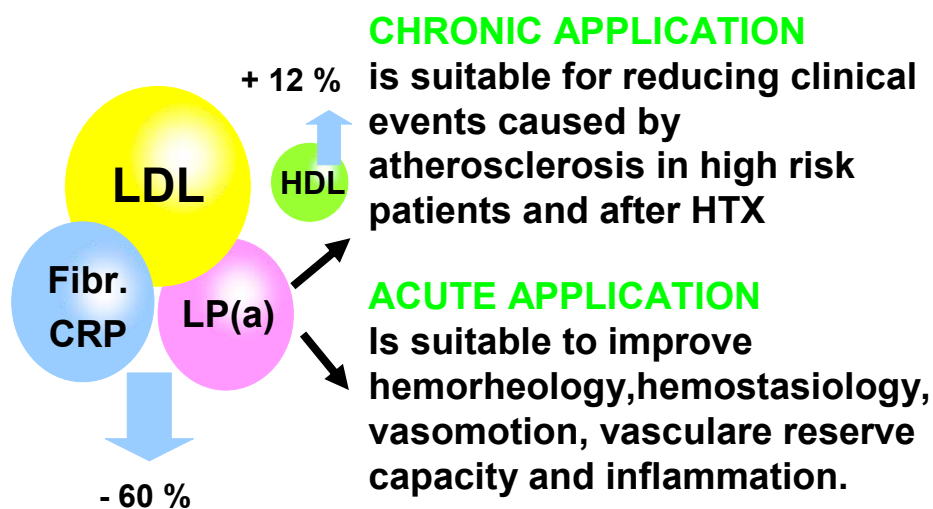 + 12 %
LDL
HDL
Fibr.
CRP
LP(a)
- 60 %
CHRONIC APPLICATION
is suitable for reducing clinical
events caused by
atherosclerosis in high risk
patients and after HTX
ACUTE APPLICATION
Is suitable to improve
hemorheology,hemostasiology,
vasomotion, vasculare reserve
capacity and inflammation.